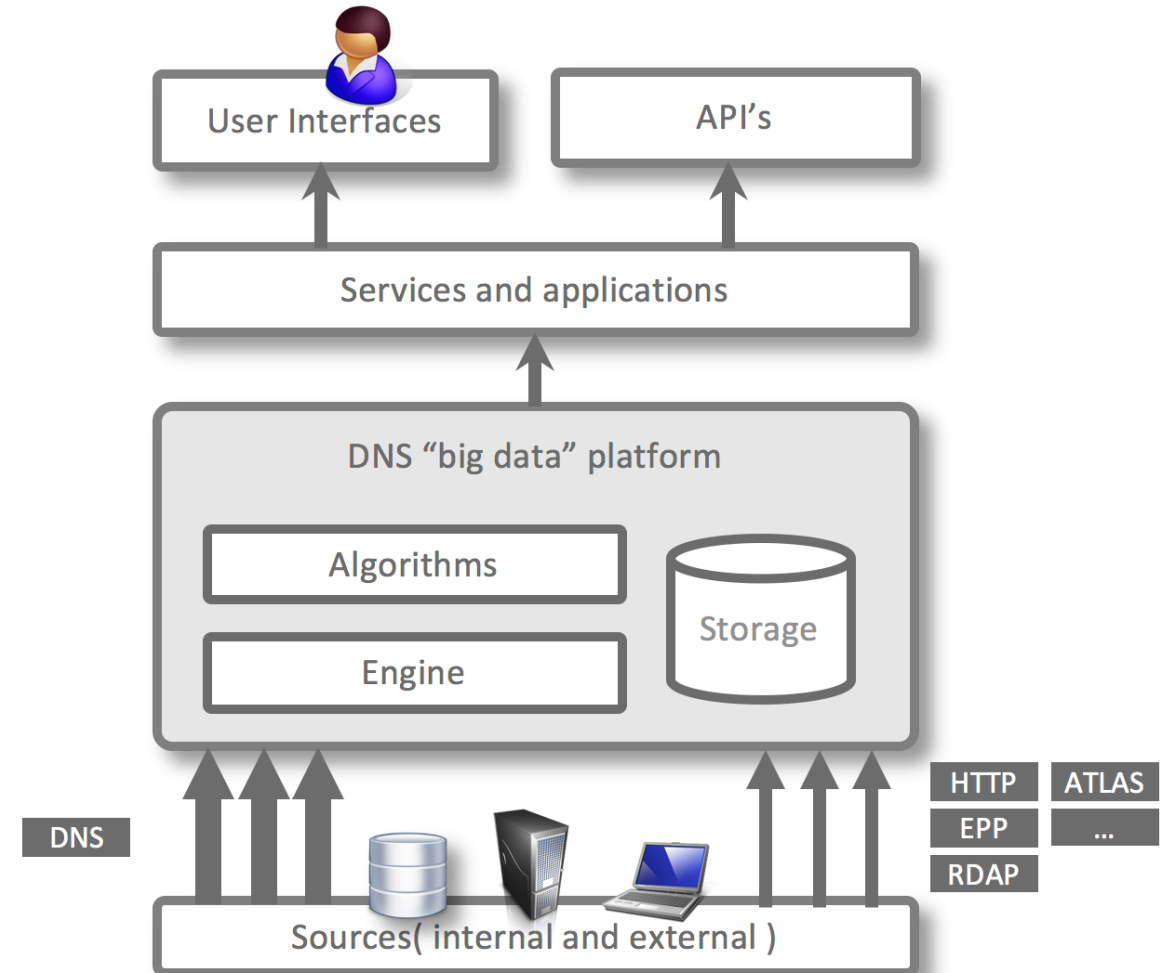 User Interfaces
API’s
Services and applications
DNS “big data” platform
Algorithms
Storage
Engine
HTTP
ATLAS
DNS
EPP
...
RDAP
Sources( internal and external )